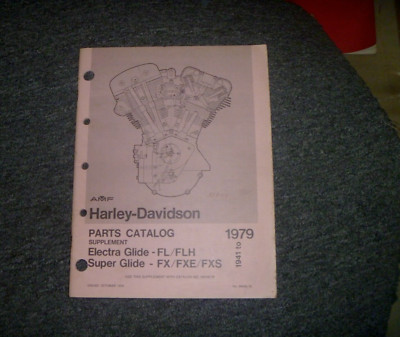 AMF
Harley-Davidson
PARTS CATALOG 1979
SUPPLEMENT
Electra Glide - FL/FLH
Super Glide - FX/FXE/FXS
1941 to